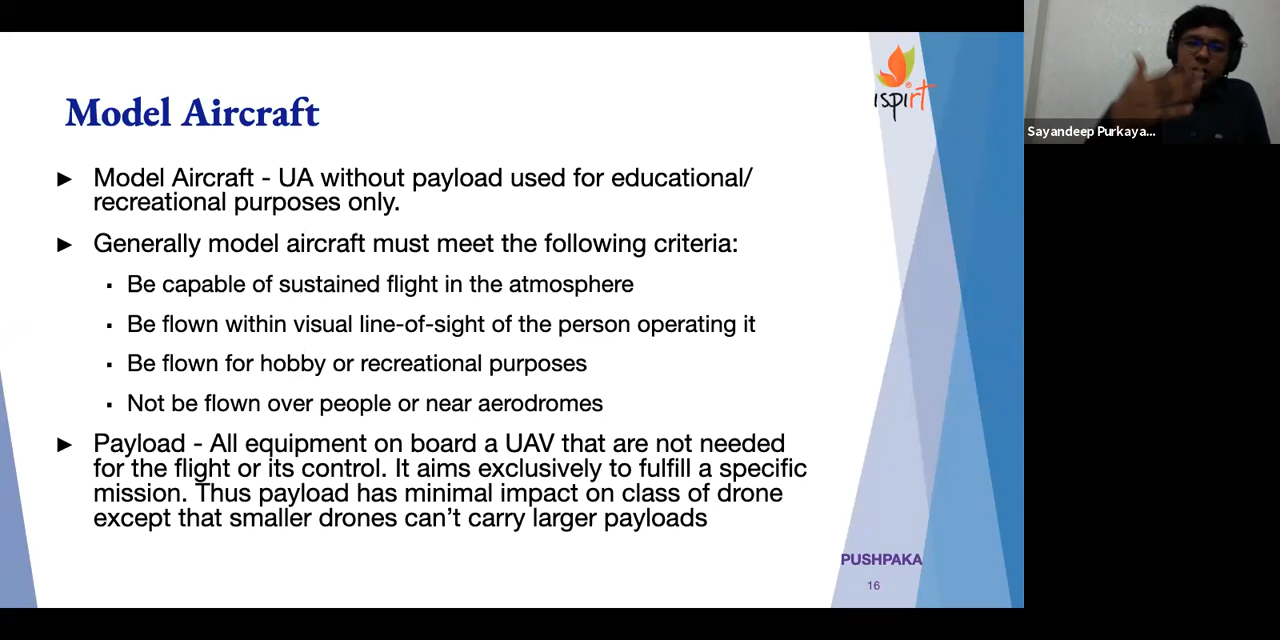 Model Aircraft
► Model Aircraft - UA without payload used for educational/
recreational purposes only.
► Generally model aircraft must meet the following criteria:
▪ Be capable of sustained flight in the atmosphere
▪ Be flown within visual line-of-sight of the person operating it
▪ Be flown for hobby or recreational purposes
▪ Not be flown over people or near aerodromes
► Payload - All equipment on board a UAV that are not needed
for the flight or its control. It aims exclusively to fulfill a specific
mission. Thus payload has minimal impact on class of drone
except that smaller drones can’t carry larger payloads
ispirt
®
PUSHPAKA
16
Sayandeep Purkaya...